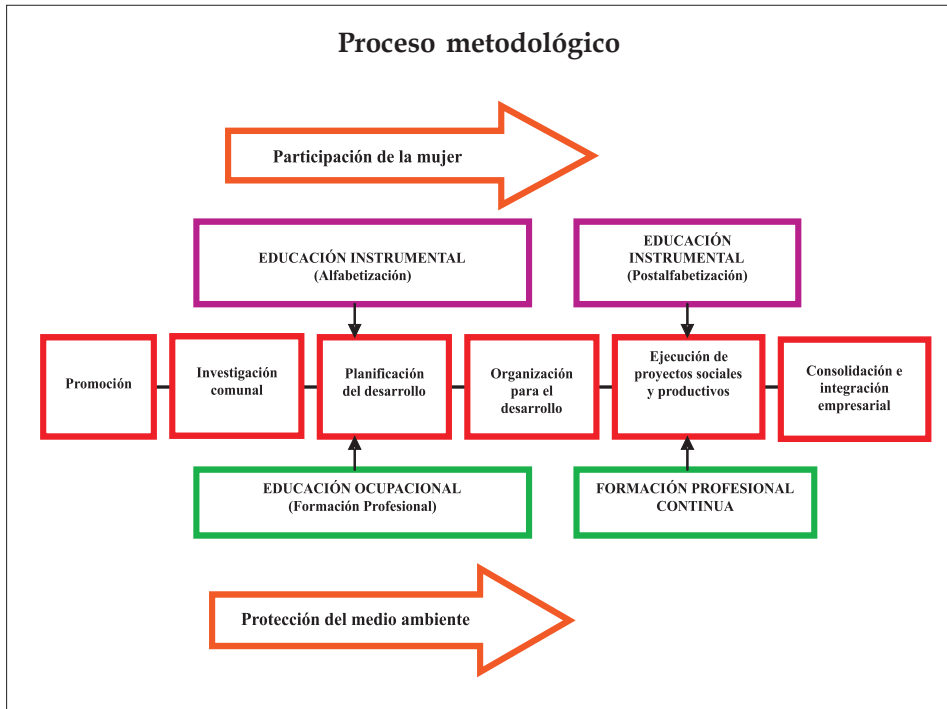 Proceso metodológico
Participación de la mujer
EDUCACIÓN INSTRUMENTAL
(Alfabetización)
EDUCACIÓN
INSTRUMENTAL
(Postalfabetización)
Promoción
Investigación
comunal
Planificación
del desarrollo
Organización
para el
desarrollo
Ejecución de
proyectos sociales
y productivos
Consolidación e
integración
empresarial
EDUCACIÓN OCUPACIONAL
(Formación Profesional)
FORMACIÓN PROFESIONAL
CONTINUA
Protección del medio ambiente